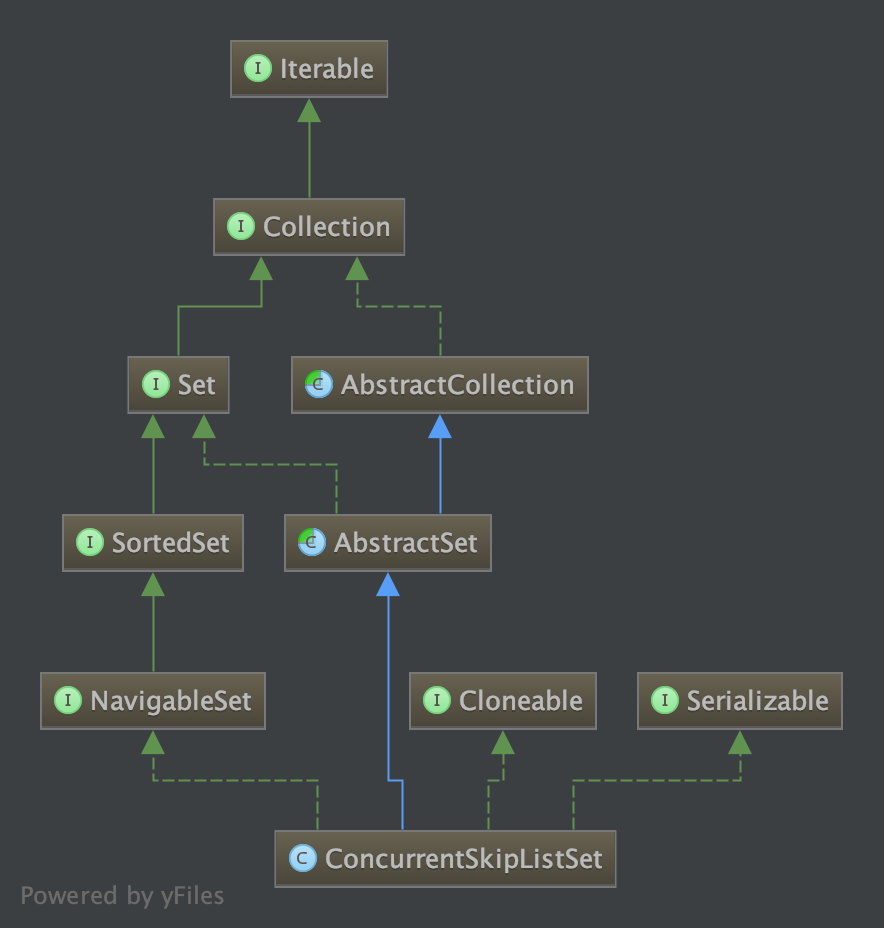 I Iterable
I Collection
I Set
C AbstractCollection
I SortedSet
C AbstractSet
I NavigableSet
I Cloneable
I Serializable
C ConcurrentSkipListSet
Powered by yFiles